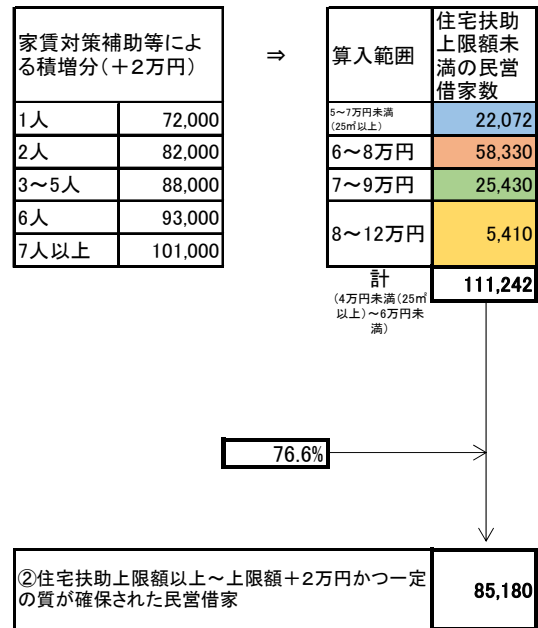 家賃対策補助等によ
る積増分（＋２万円）
⇒
算入範囲
住宅扶助
上限額未
満の民営
借家数
1人 72,000
2人 82,000
3～5人 88,000
6人 93,000
7人以上 101,000
5～7万円未満
(25㎡以上)
22,072
6～8万円 58,330
7～9万円 25,430
8～12万円 5,410
計
(4万円未満(25㎡
以上)～6万円未
満)
111,242
76.6%
②住宅扶助上限額以上～上限額＋２万円かつ一定
の質が確保された民営借家
85,180